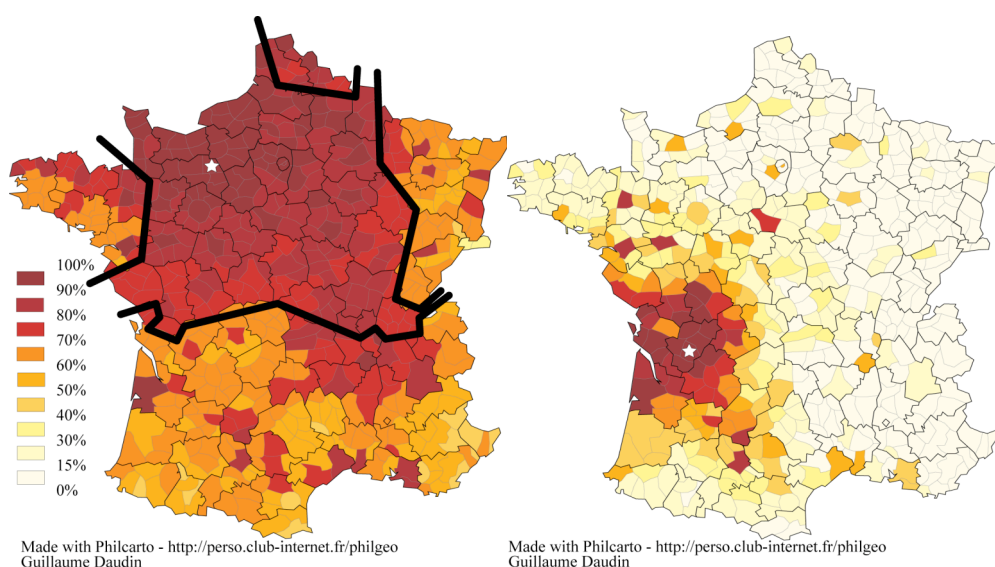 100%
90%
80%
70%
60%
50%
40%
30%
15%
0%
Made with Philcarto - http://perso.club-internet.fr/philgeo
Guillaume Daudin
Made with Philcarto - http://perso.club-internet.fr/philgeo
Guillaume Daudin